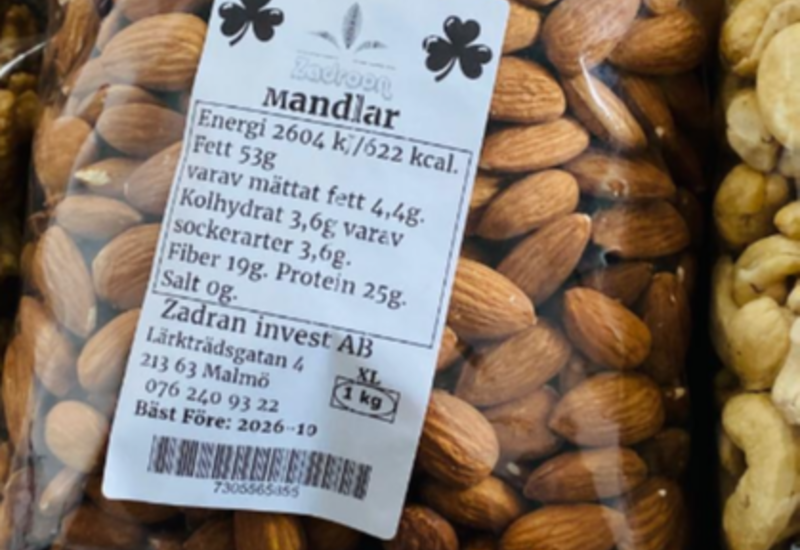 Zadroon
Mandlar
Energi 2604 kj/622 kcal.
Fett 53g
varav mättat fett 4,4g.
Kolhydrat 3,6g varav
sockerarter 3,6g.
Fiber 19g. Protein 25g.
Salt 0g.
Zadran invest AB
Lärkträdsgatan 4
213 63 Malmö
076 240 93 22
XL
1 kg
Bäst Före: 2026-10